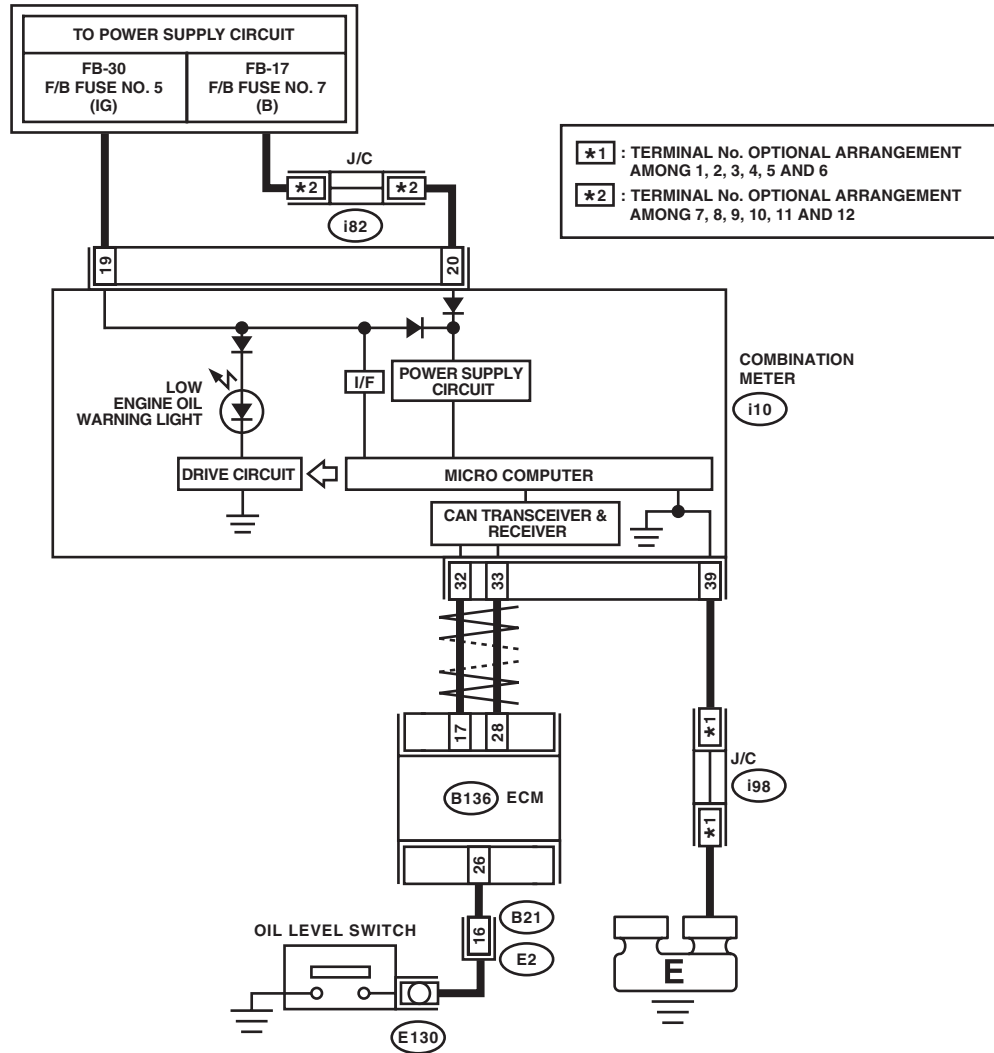 TO POWER SUPPLY CIRCUIT
FB-30
F/B FUSE NO. 5
(IG)
FB-17
F/B FUSE NO. 7
(B)
J/C
*2
*2
i82
*1 : TERMINAL No. OPTIONAL ARRANGEMENT
AMONG 1, 2, 3, 4, 5 AND 6
*2 : TERMINAL No. OPTIONAL ARRANGEMENT
AMONG 7, 8, 9, 10, 11 AND 12
19
20
LOW
ENGINE OIL
WARNING LIGHT
I/F
POWER SUPPLY
CIRCUIT
COMBINATION
METER
i10
DRIVE CIRCUIT
MICRO COMPUTER
CAN TRANSCEIVER &
RECEIVER
32
33
39
17
28
*1
J/C
i98
*1
B136
ECM
26
B21
16
E2
OIL LEVEL SWITCH
E130
E